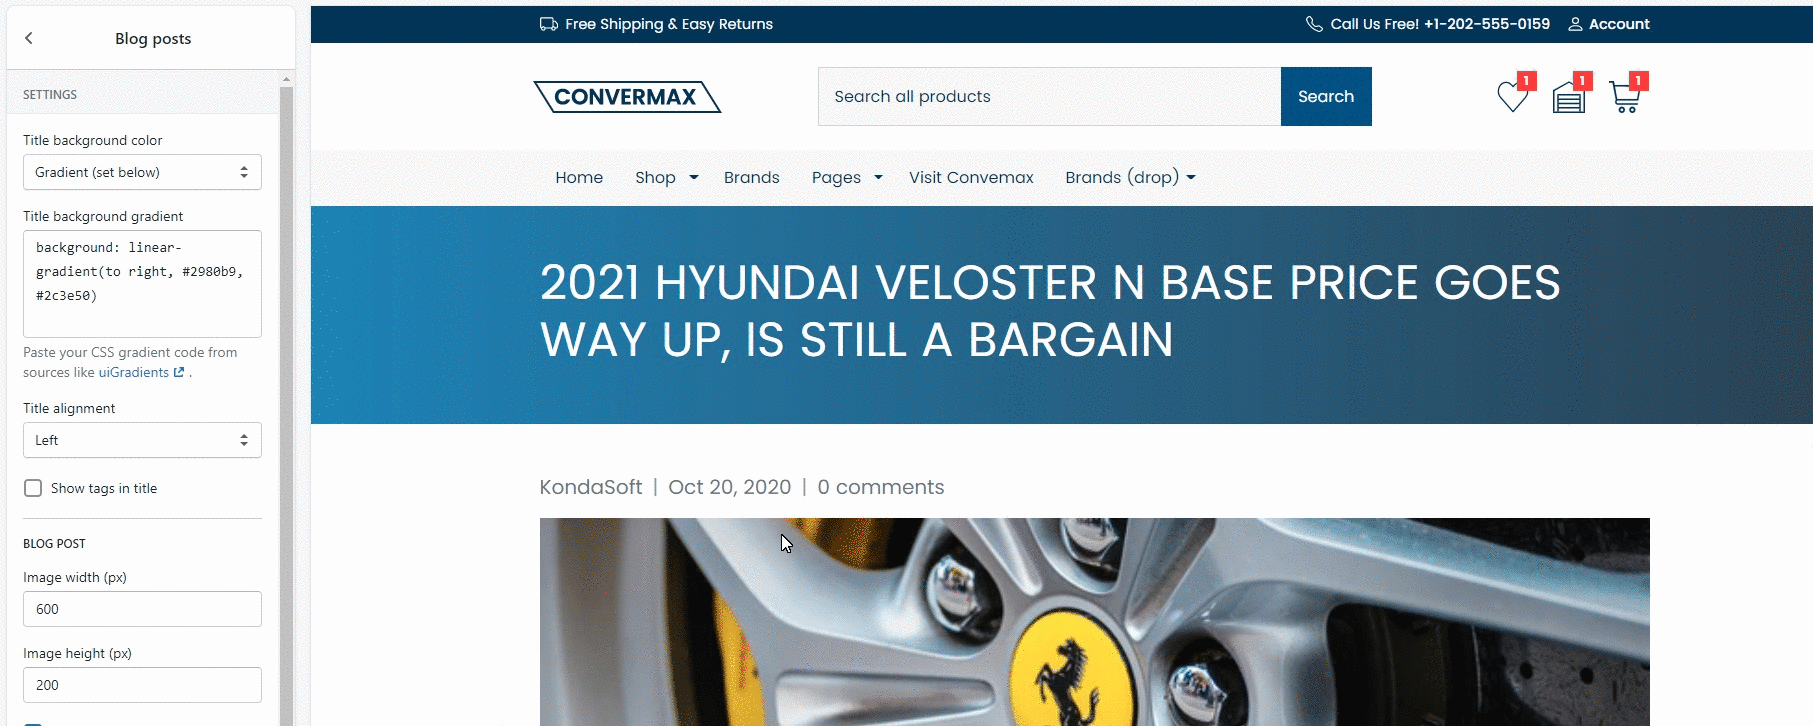 Blog posts
SETTINGS
Title background color
Gradient (set below)
Title background gradient
background: linear-
gradient(to right, #2980b9,
#2c3e50)
Paste your CSS gradient code from
sources like uiGradients .
Title alignment
Left
Show tags in title
BLOG POST
Image width (px)
600
Image height (px)
200
Free Shipping & Easy Returns
Call Us Free! +1-202-555-0159 Account
CONVERMAX
Search all products
Search
1 1 1
Home Shop Brands Pages Visit Convemax Brands (drop)
2021 HYUNDAI VELOSTER N BASE PRICE GOES
WAY UP, IS STILL A BARGAIN
KondaSoft | Oct 20, 2020 | 0 comments